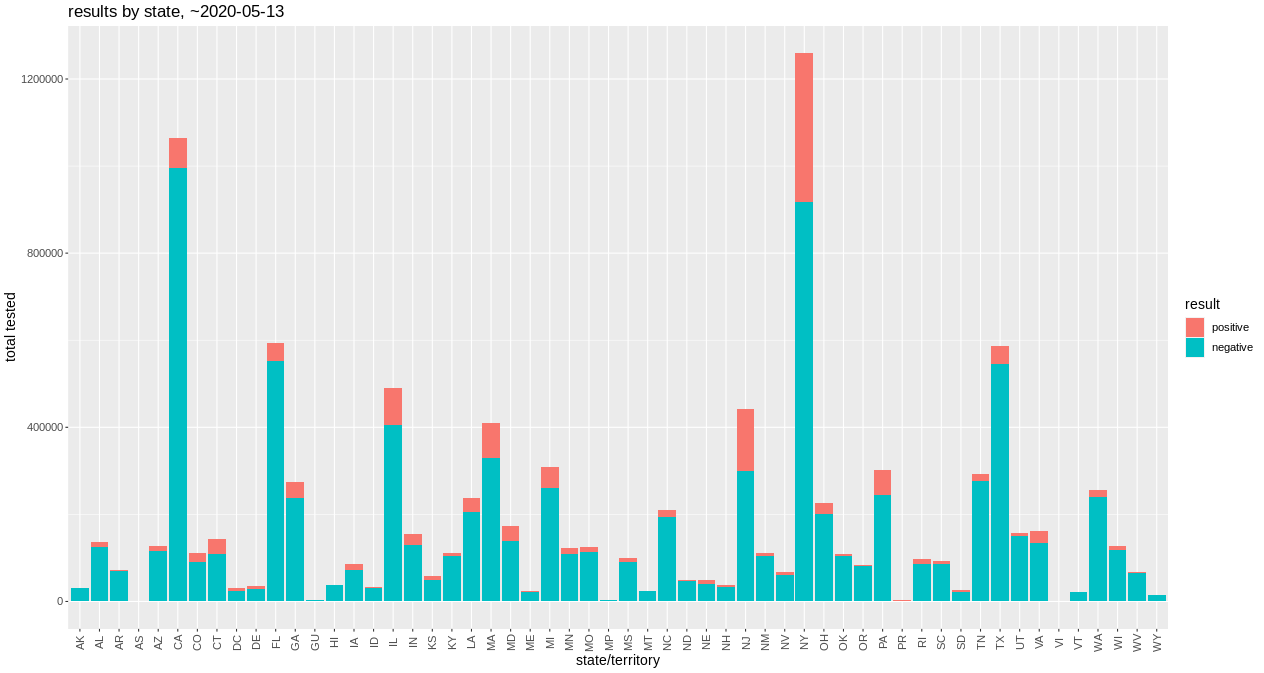 results by state, ~2020-05-13
total tested
1200000
800000
400000
0
AK AL AR AS AZ CA CO CT DC DE FL GA GU HI IA ID IL IN KS KY LA MA MD ME MI MN MO MP MS MT NC ND NE NH NJ NM NV NY OH OK OR PA PR RI SC SD TN TX UT VA VI VT WA WI WV WY
state/territory
result
positive
negative